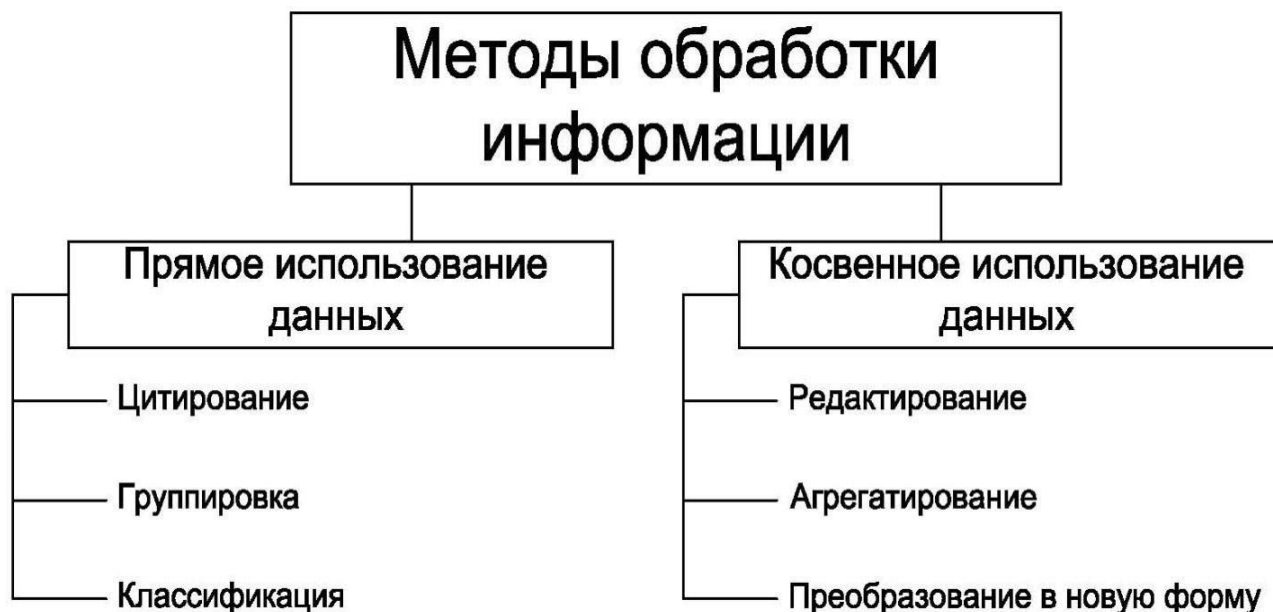 Методы обработки
информации
Прямое использование
данных
Цитирование
Группировка
Классификация
Косвенное использование
данных
Редактирование
Агрегатирование
Преобразование в новую форму